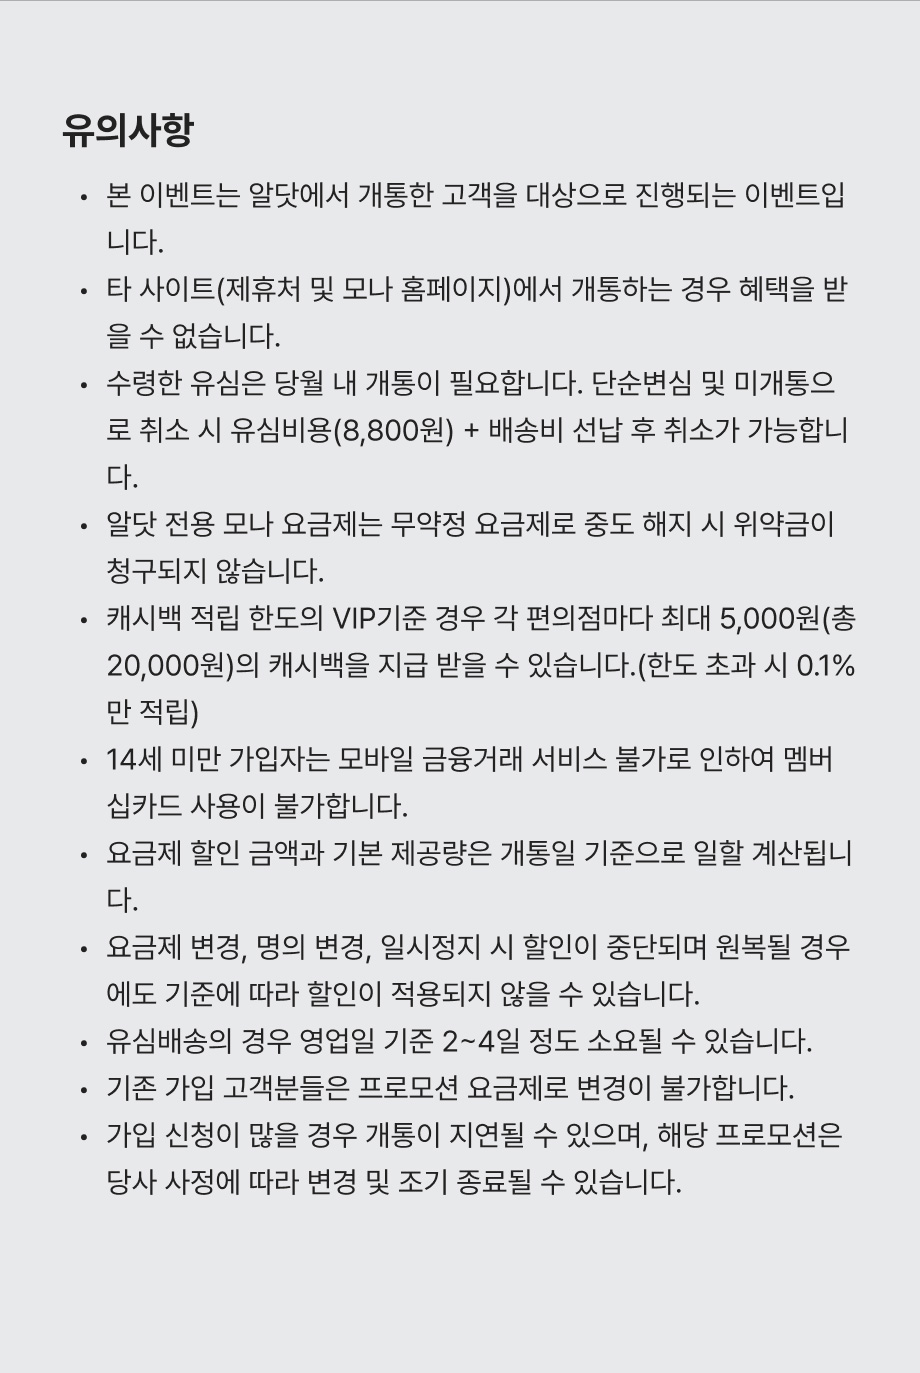 유의사항
• 본 이벤트는 알닷에서 개통한 고객을 대상으로 진행되는 이벤트입
니다.
• 타 사이트(제휴처 및 모나 홈페이지)에서 개통하는 경우 혜택을 받
을 수 없습니다.
• 수령한 유심은 당월 내 개통이 필요합니다. 단순변심 및 미개통으
로 취소 시 유심비용(8,800원) + 배송비 선납 후 취소가 가능합니
다.
• 알닷 전용 모나 요금제는 무약정 요금제로 중도 해지 시 위약금이
청구되지 않습니다.
• 캐시백 적립 한도의 VIP기준 경우 각 편의점마다 최대 5,000원(총
20,000원)의 캐시백을 지급 받을 수 있습니다.(한도 초과 시 0.1%
만 적립)
• 14세 미만 가입자는 모바일 금융거래 서비스 불가로 인하여 멤버
십카드 사용이 불가합니다.
• 요금제 할인 금액과 기본 제공량은 개통일 기준으로 일할 계산됩니
다.
• 요금제 변경, 명의 변경, 일시정지 시 할인이 중단되며 원복될 경우
에도 기준에 따라 할인이 적용되지 않을 수 있습니다.
• 유심배송의 경우 영업일 기준 2~4일 정도 소요될 수 있습니다.
• 기존 가입 고객분들은 프로모션 요금제로 변경이 불가합니다.
• 가입 신청이 많을 경우 개통이 지연될 수 있으며, 해당 프로모션은
당사 사정에 따라 변경 및 조기 종료될 수 있습니다.